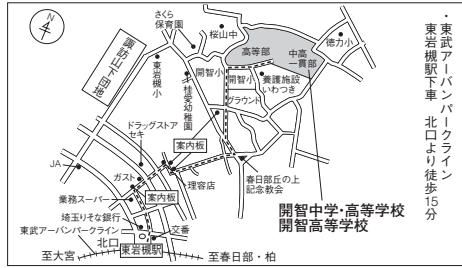 ・東武アーバンパークライン
東岩槻駅下車 北口より徒歩15分
N
さくら
保育園
桜山中
高等部
徳力小
中高
一貫部
諏訪山下団地
東岩槻小
開智小
開智小
養護施設
いわつき
桂愛幼稚園
グラウンド
ドラッグストア
セキ
案内板
JA
ガスト
案内板
理容店
春日部丘の上
記念教会
業務スーパー
開智中学・高等学校
開智高等学校
埼玉りそな銀行
東武アーバンパークライン
北口
交番
至大宮
東岩槻駅
至春日部・柏